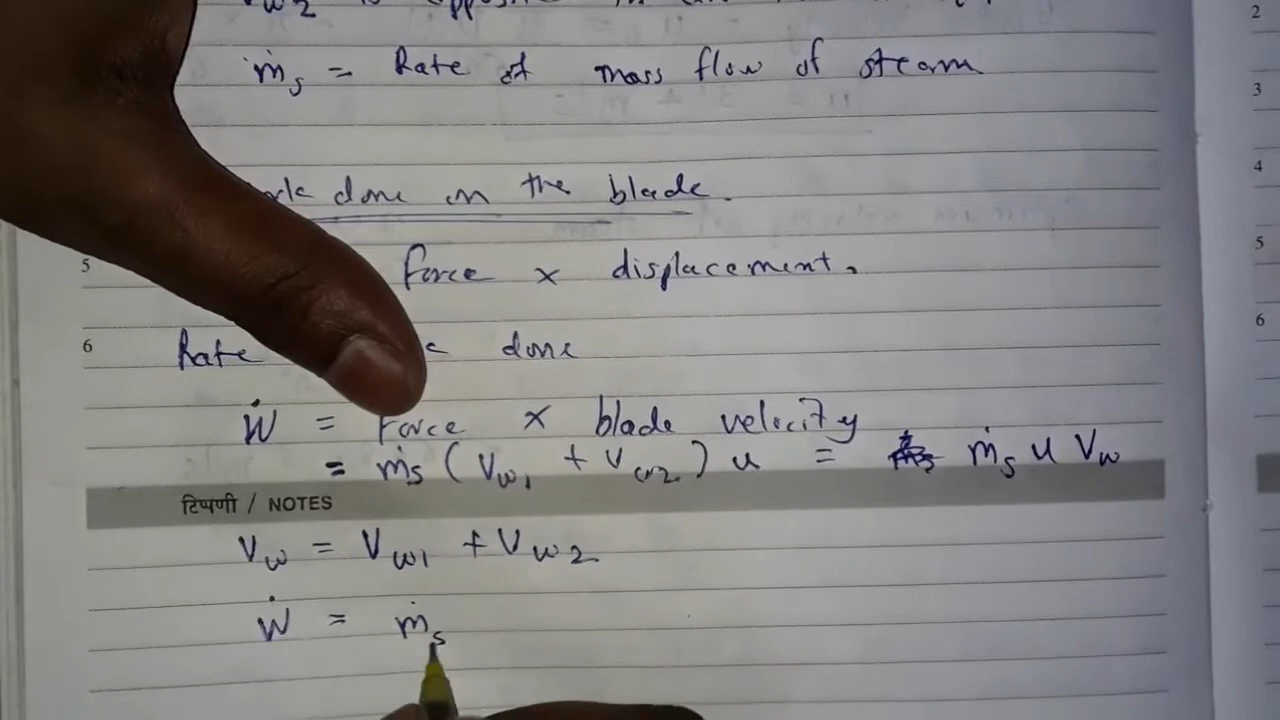 2
ṁs = Rate of mass flow of steam
3
done on the blade.
4
5 Force × displacement.
5
6 Rate done
6
Ẇ = Force × blade velocity
= ṁs (Vw1 + Vw2) u = ṁs u Vw
टिप्पणी / NOTES
Vw = Vw1 + Vw2
Ẇ = ṁs